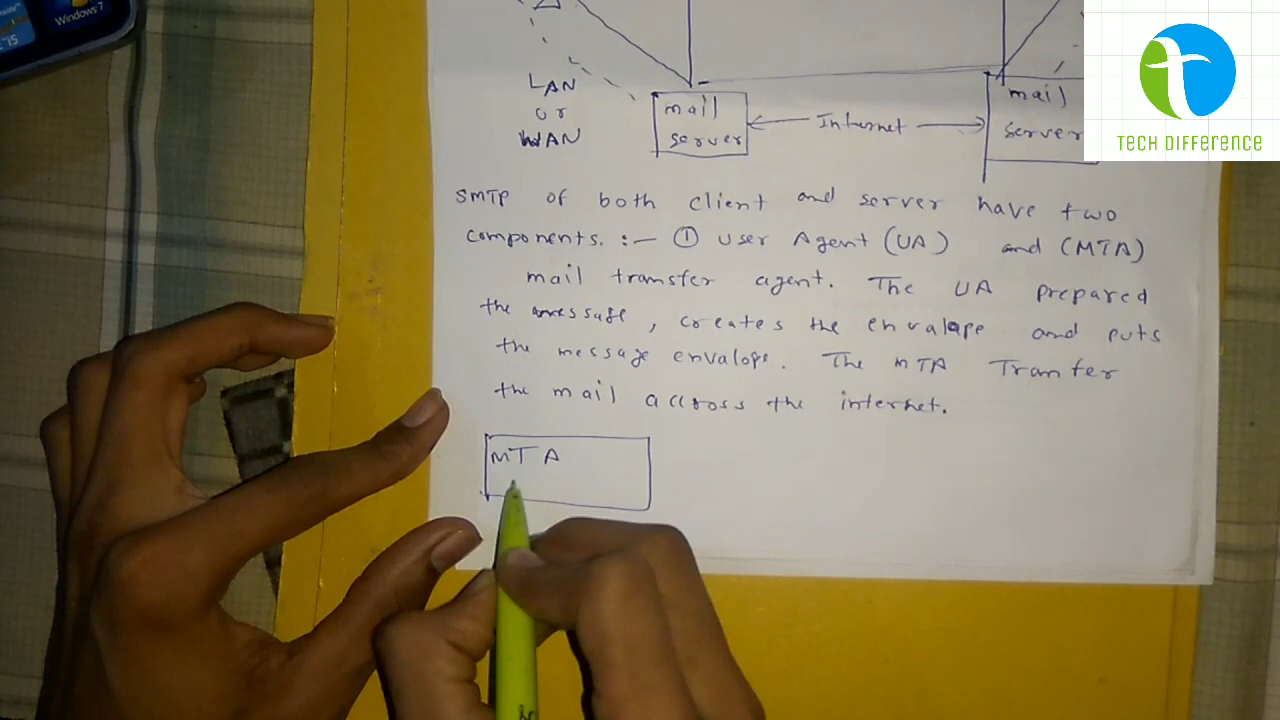 Windows 7
TECH DIFFERENCE
LAN
or
WAN
mail
server
Internet
mail
server
SMTP of both client and server have two
components. :- ① User Agent (UA) and (MTA)
mail transfer agent. The UA prepared
the message, creates the envalope and puts
the message envalope. The MTA Tranfer
the mail accross the internet.
MTA